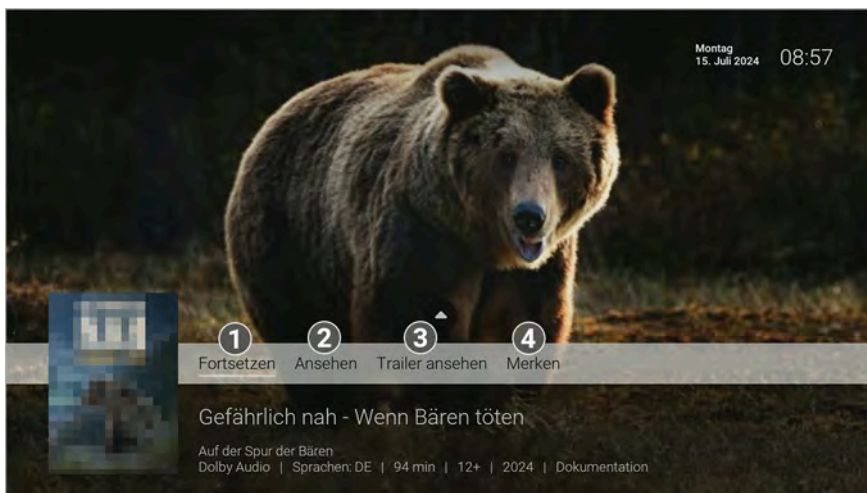 Montag
15. Juli 2024 08:57
1 2 3 4
Fortsetzen Ansehen Trailer ansehen Merken
Gefährlich nah - Wenn Bären töten
Auf der Spur der Bären
Dolby Audio | Sprachen: DE | 94 min | 12+ | 2024 | Dokumentation